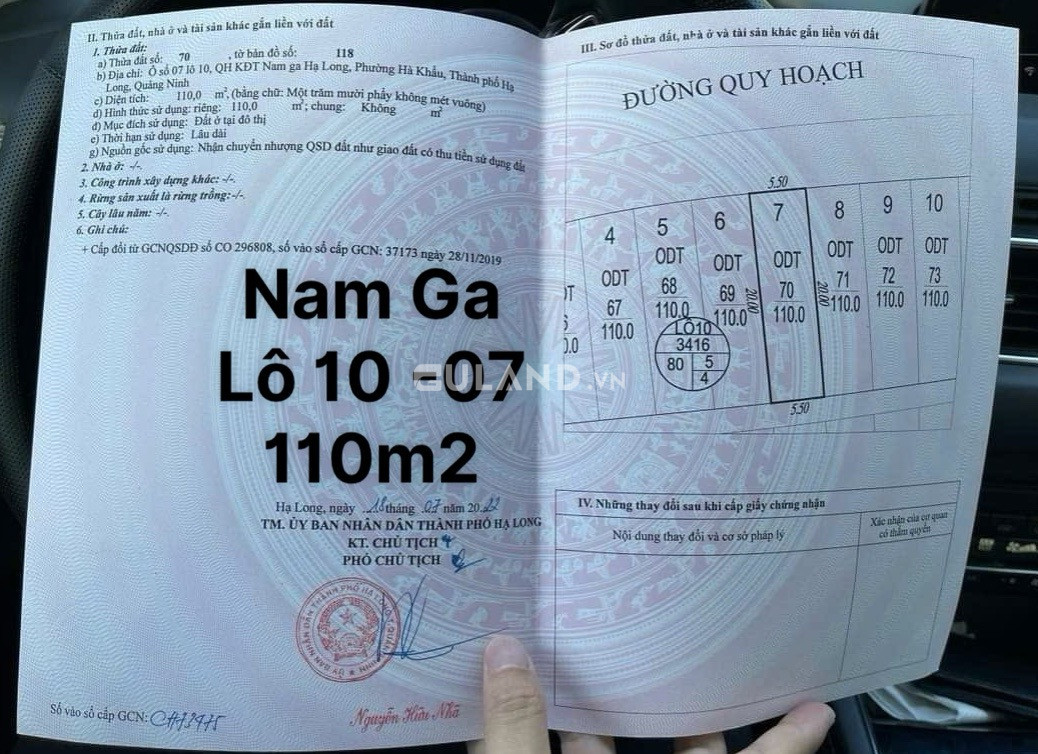 II. Thửa đất, nhà ở và tài sản khác gắn liền với đất
1. Thửa đất:
a) Thửa đất số: 70 , tờ bản đồ số: 118
b) Địa chỉ: Ô số 07 lô 10, QH KĐT Nam ga Hạ Long, Phường Hà Khẩu, Thành phố Hạ
Long, Quảng Ninh
c) Diện tích: 110,0 m², (bằng chữ: Một trăm mười phẩy không mét vuông)
d) Hình thức sử dụng: riêng: 110,0 m²; chung: Không m²
đ) Mục đích sử dụng: Đất ở tại đô thị
e) Thời hạn sử dụng: Lâu dài
g) Nguồn gốc sử dụng: Nhận chuyển nhượng QSD đất như giao đất có thu tiền sử dụng đất
2. Nhà ở: -/-.
3. Công trình xây dựng khác: -/-.
4. Rừng sản xuất là rừng trồng:-/-.
5. Cây lâu năm: -/-.
6. Ghi chú:
+ Cấp đổi từ GCNQSDĐ số CO 296808, số vào sổ cấp GCN: 37173 ngày 28/11/2019
Nam Ga
Lô 10 -07
110m2
GULAND.VN
Hạ Long, ngày 18 tháng 07 năm 2022
TM. ỦY BAN NHÂN DÂN THÀNH PHỐ HẠ LONG
KT. CHỦ TỊCH
PHÓ CHỦ TỊCH
Nguyễn Hữu Nhã
Số vào sổ cấp GCN:
III. Sơ đồ thửa đất, nhà ở và tài sản khác gắn liền với đất
ĐƯỜNG QUY HOẠCH
5.50
4 5 6 7 8 9 10
ODT ODT ODT ODT ODT ODT ODT
67 68 69 70 71 72 73
110.0 110.0 110.0 110.0 110.0 110.0 110.0
20.00 20.00
LÔ10
3416
80 5
4
5.50
IV. Những thay đổi sau khi cấp giấy chứng nhận
Nội dung thay đổi và cơ sở pháp lý
Xác nhận của cơ quan
có thẩm quyền